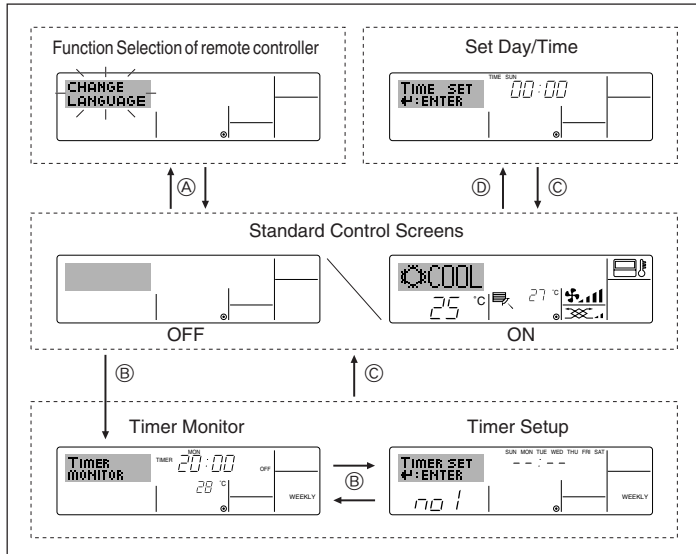 Function Selection of remote controller
CHANGE
LANGUAGE
Set Day/Time
TIME SUN
TIME SET 00:00
↵:ENTER
Ⓐ
Ⓓ
Ⓒ
Standard Control Screens
COOL
25 °C 27 °C
OFF
ON
Ⓑ
Ⓒ
Timer Monitor
TIMER
MONITOR
TIMER MON 20:00 OFF
28 °C
WEEKLY
Ⓑ
Timer Setup
SUN MON TUE WED THU FRI SAT
TIMER SET --:--
↵:ENTER
no 1
WEEKLY